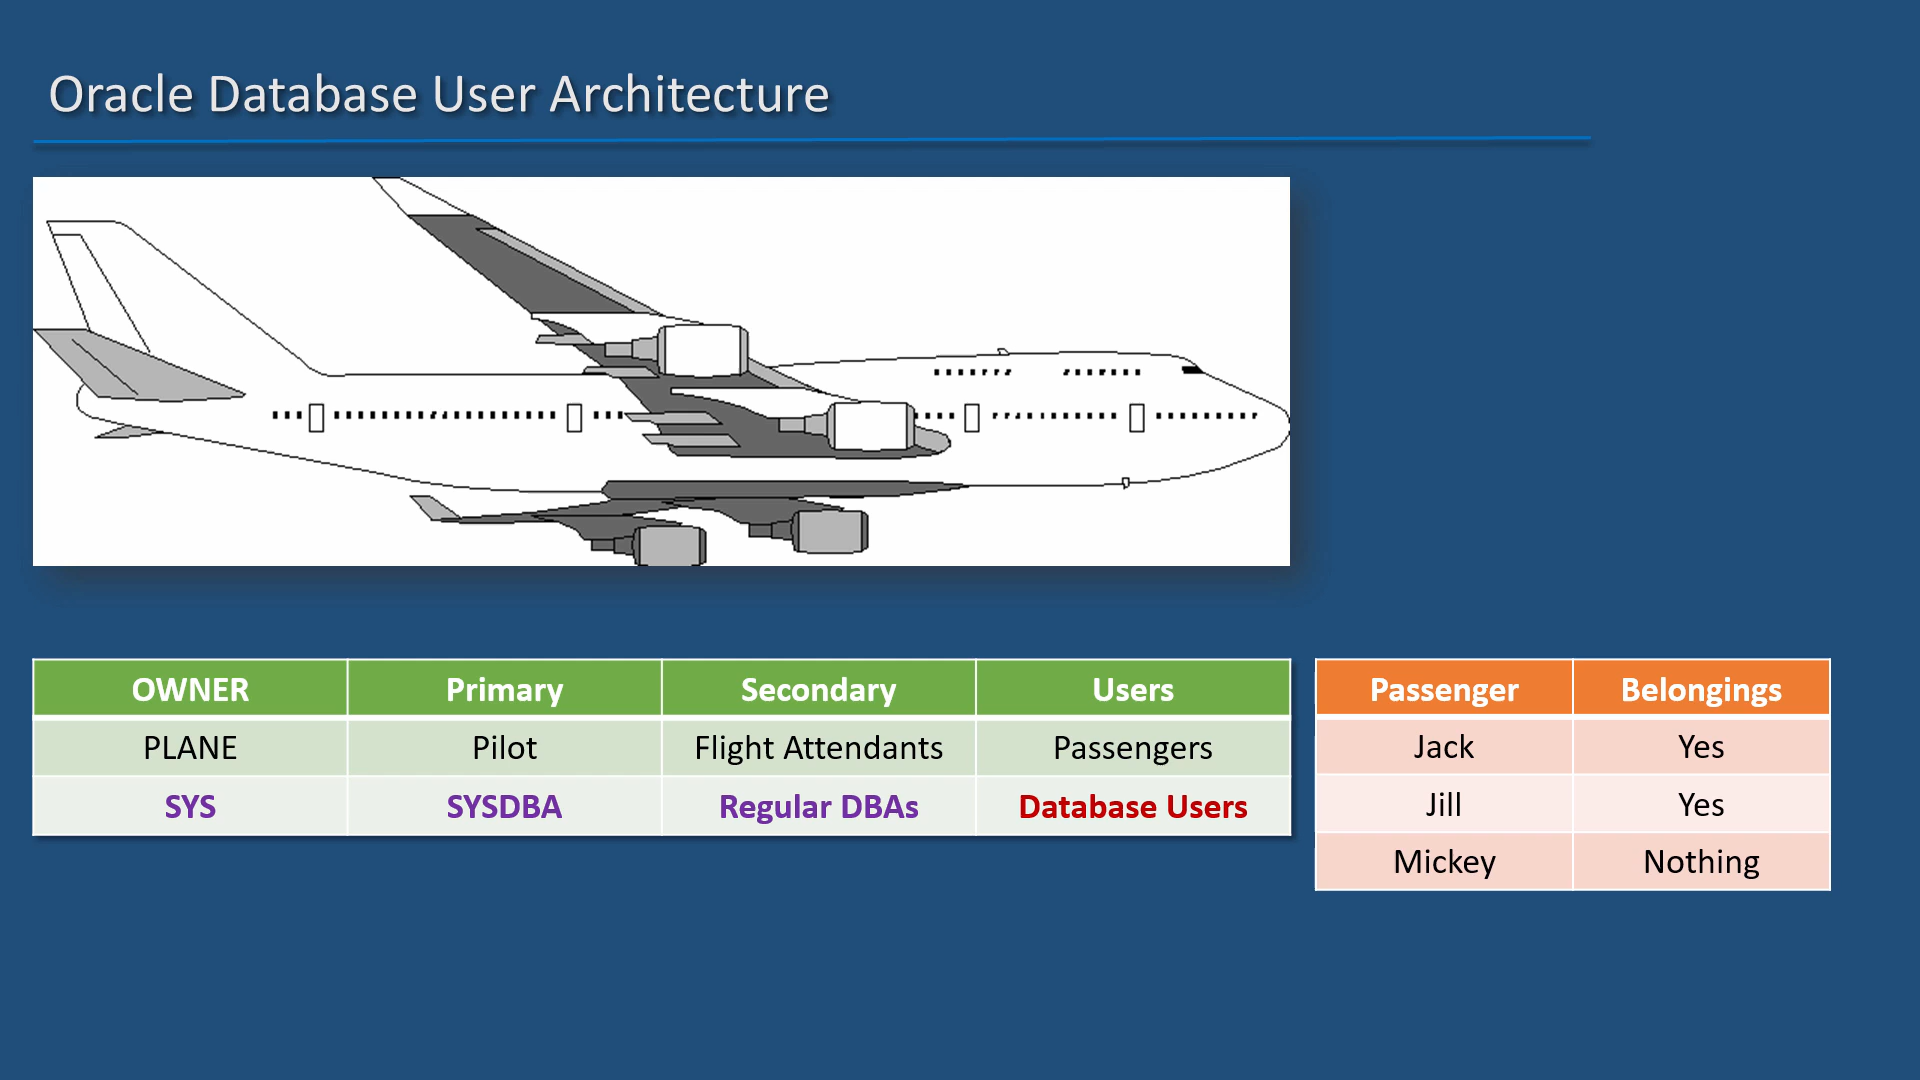 Oracle Database User Architecture
OWNER Primary Secondary Users
PLANE Pilot Flight Attendants Passengers
SYS SYSDBA Regular DBAs Database Users
Passenger Belongings
Jack Yes
Jill Yes
Mickey Nothing